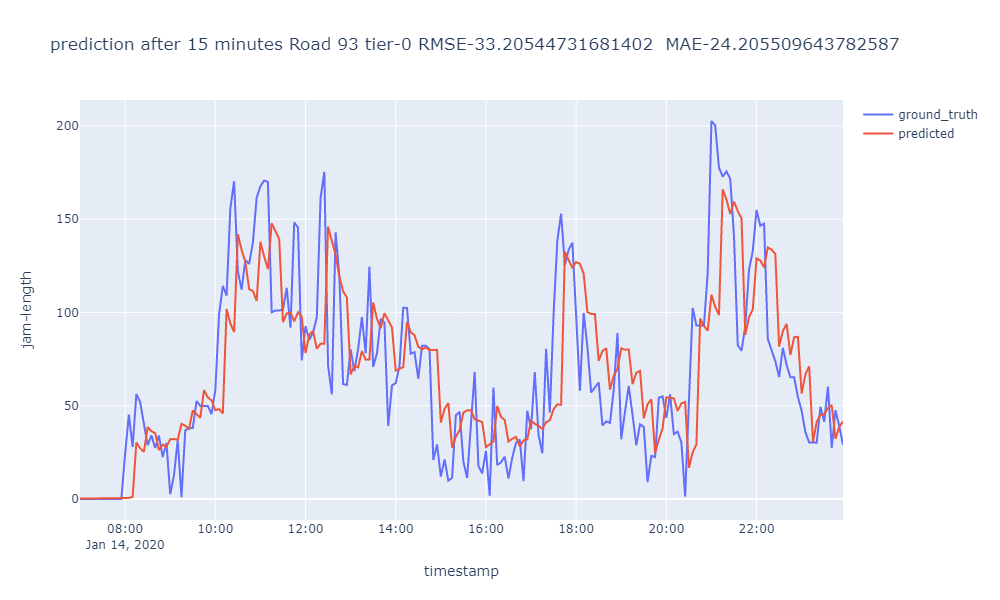 prediction after 15 minutes Road 93 tier-0 RMSE-33.20544731681402  MAE-24.205509643782587
ground_truth
predicted
200
150
100
50
0
jam-length
08:00 10:00 12:00 14:00 16:00 18:00 20:00 22:00
Jan 14, 2020
timestamp